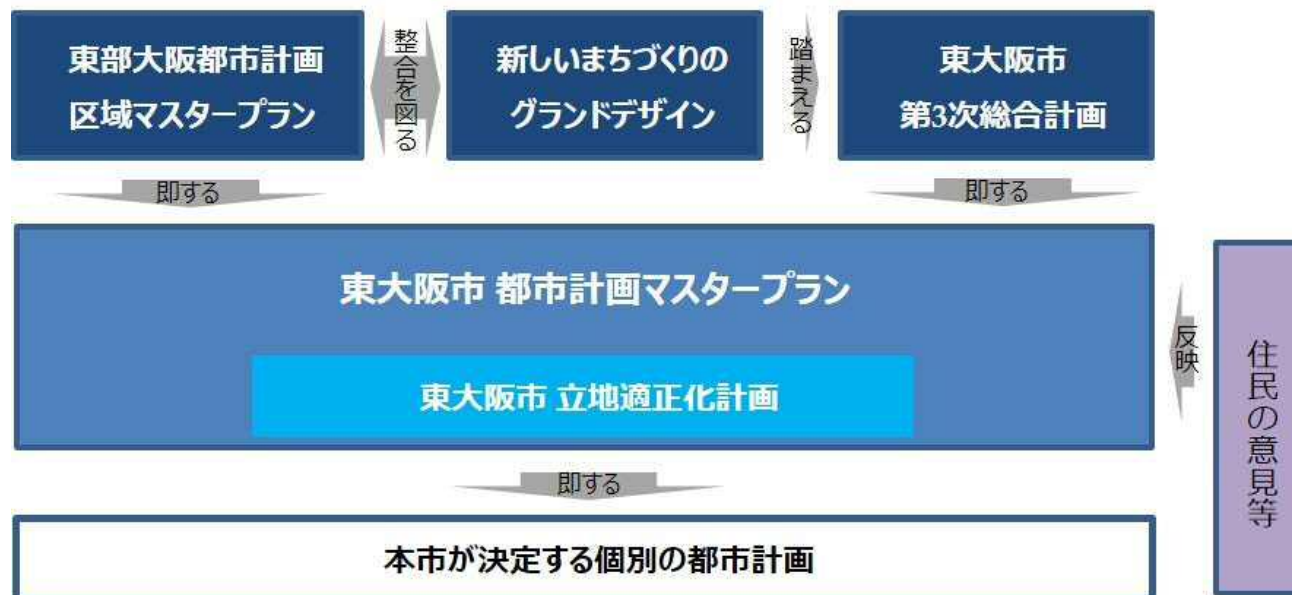 東部大阪都市計画
区域マスタープラン
整合を図る
新しいまちづくりの
グランドデザイン
踏まえる
東大阪市
第3次総合計画
即する
即する
東大阪市 都市計画マスタープラン
東大阪市 立地適正化計画
反映
住民の意見等
即する
本市が決定する個別の都市計画